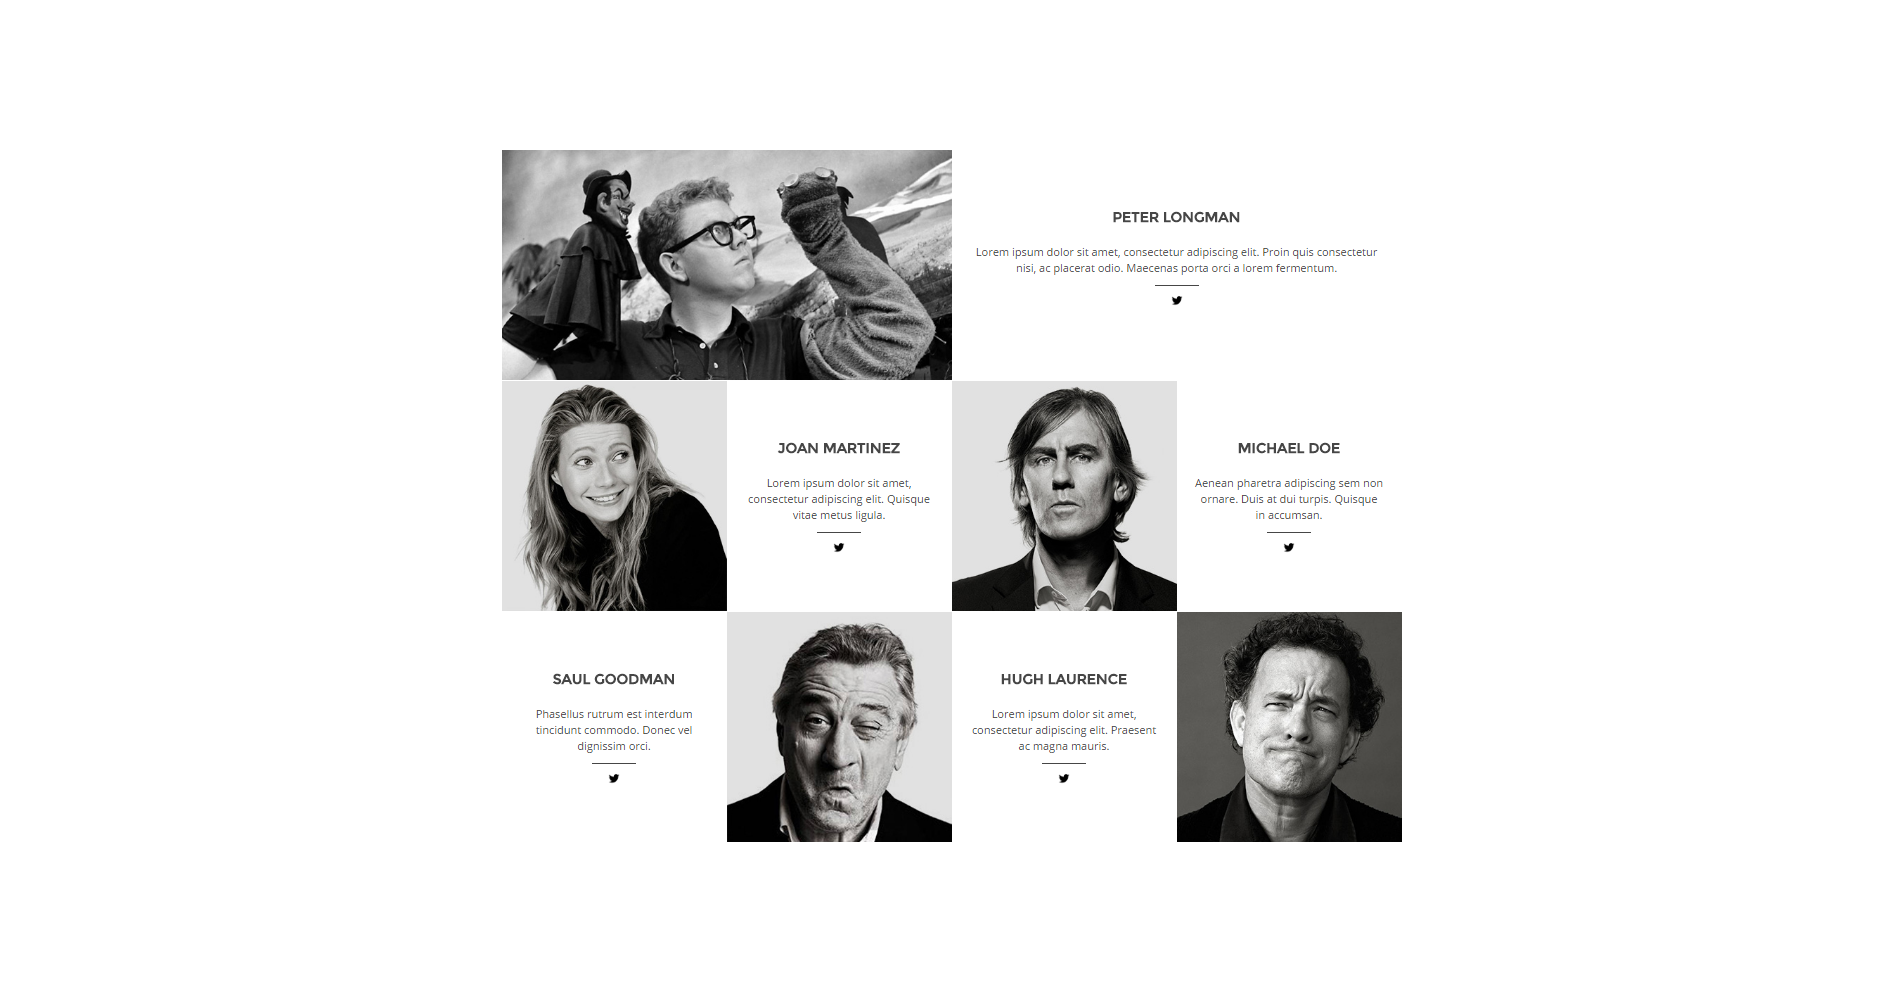 PETER LONGMAN
Lorem ipsum dolor sit amet, consectetur adipiscing elit. Proin quis consectetur
nisi, ac placerat odio. Maecenas porta orci a lorem fermentum.
JOAN MARTINEZ
Lorem ipsum dolor sit amet,
consectetur adipiscing elit. Quisque
vitae metus ligula.
MICHAEL DOE
Aenean pharetra adipiscing sem non
ornare. Duis at dui turpis. Quisque
in accumsan.
SAUL GOODMAN
Phasellus rutrum est interdum
tincidunt commodo. Donec vel
dignissim orci.
HUGH LAURENCE
Lorem ipsum dolor sit amet,
consectetur adipiscing elit. Praesent
ac magna mauris.